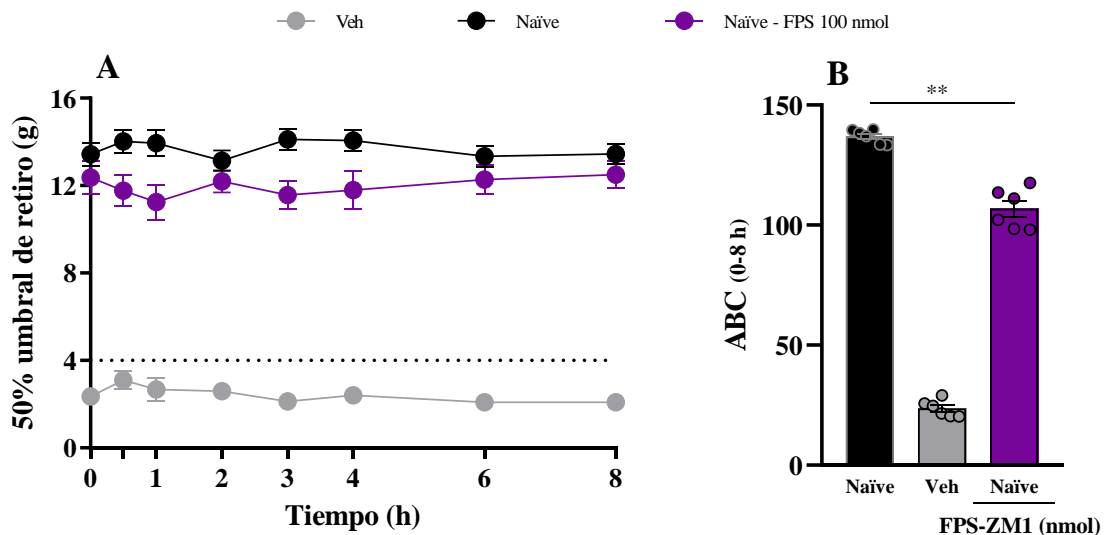 Veh Naïve Naïve - FPS 100 nmol
A
50% umbral de retiro (g)
16
12
8
4
0
0 1 2 3 4 6 8
Tiempo (h)
B
**
ABC (0-8 h)
150
100
50
0
Naïve Veh Naïve
FPS-ZM1 (nmol)